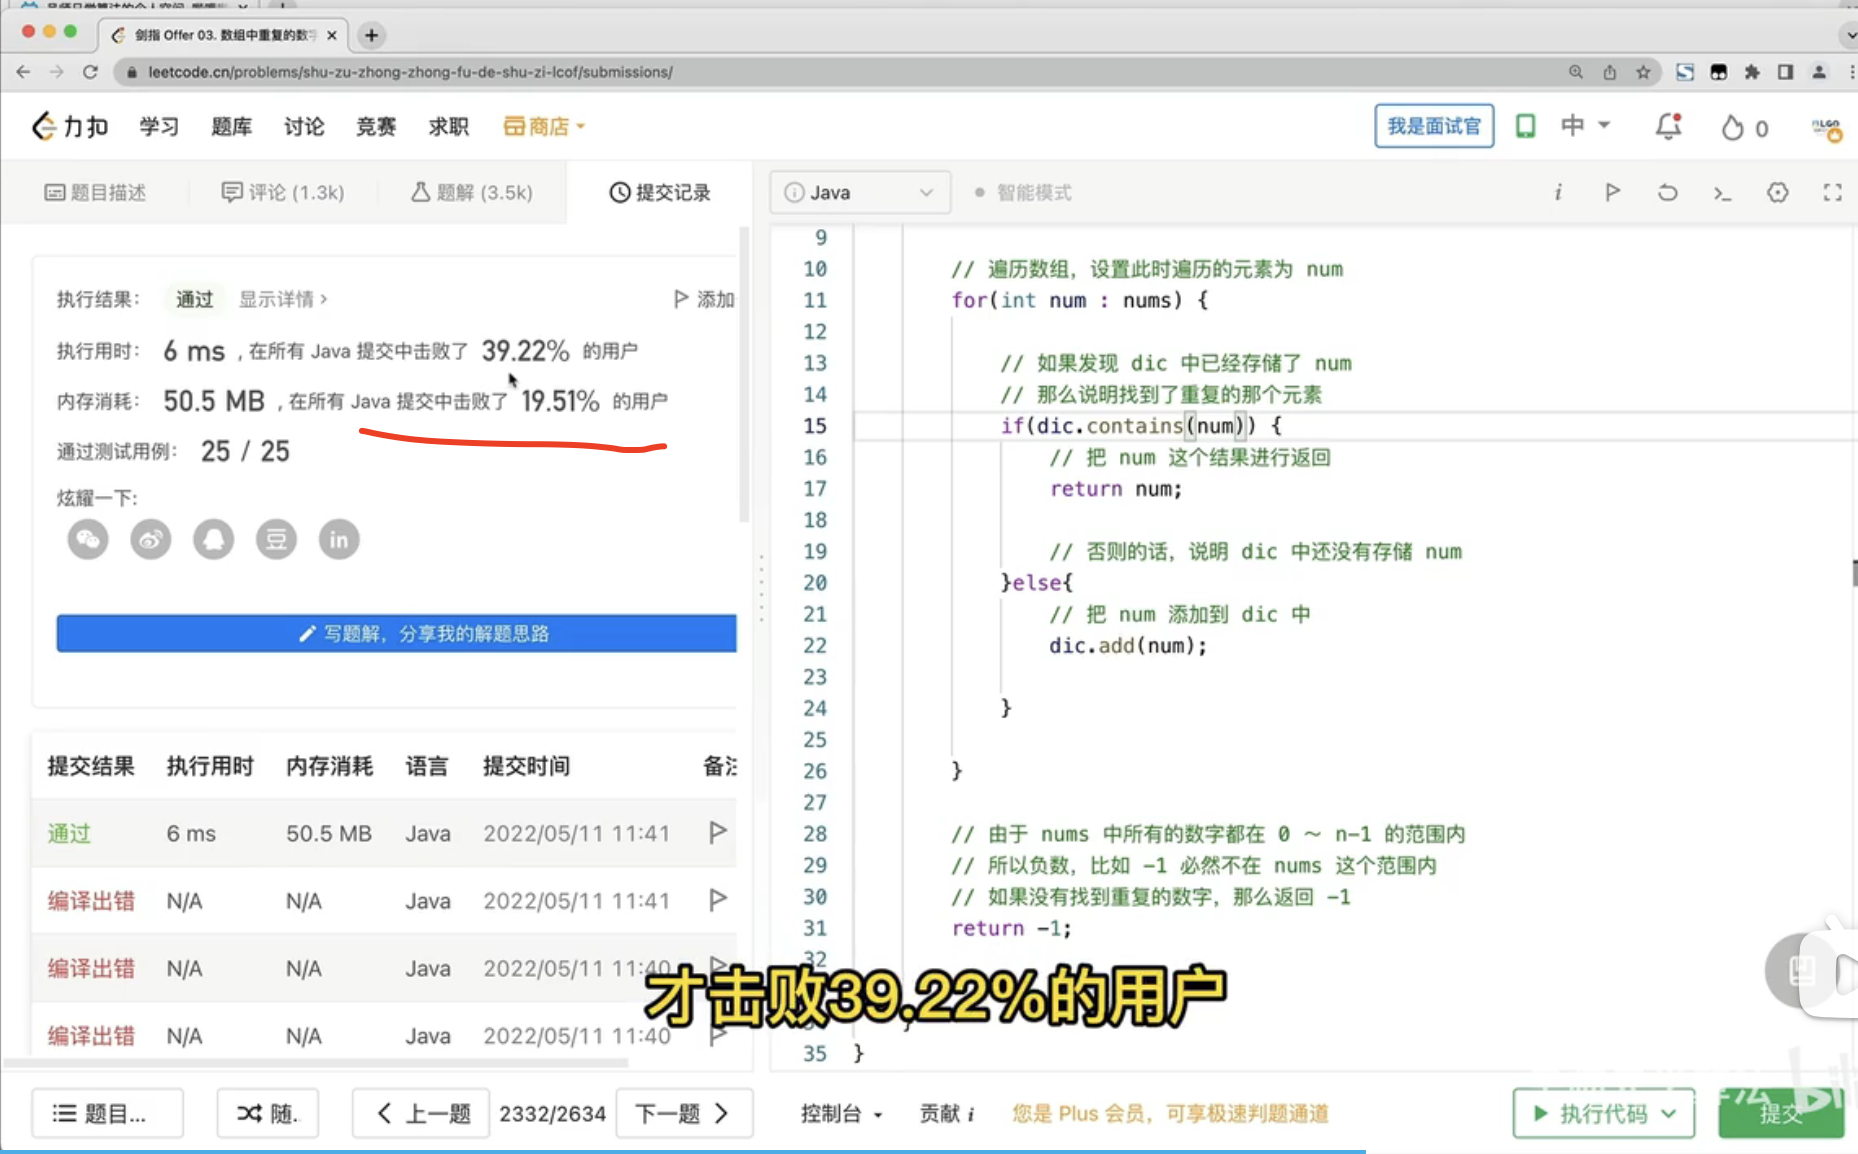 剑指 Offer 03. 数组中重复的数字
leetcode.cn/problems/shu-zu-zhong-zhong-fu-de-shu-zi-lcof/submissions/
力扣 学习 题库 讨论 竞赛 求职 商店 我是面试官 中 0
题目描述 评论 (1.3k) 题解 (3.5k) 提交记录
执行结果： 通过 显示详情 > 添加
执行用时： 6 ms , 在所有 Java 提交中击败了 39.22% 的用户
内存消耗： 50.5 MB , 在所有 Java 提交中击败了 19.51% 的用户
通过测试用例： 25 / 25
炫耀一下:
豆 in
写题解，分享我的解题思路
提交结果 执行用时 内存消耗 语言 提交时间 备注
通过 6 ms 50.5 MB Java 2022/05/11 11:41
编译出错 N/A N/A Java 2022/05/11 11:41
编译出错 N/A N/A Java 2022/05/11 11:40
编译出错 N/A N/A Java 2022/05/11 11:40
Java 智能模式
9
10 // 遍历数组，设置此时遍历的元素为 num
11 for(int num : nums) {
12
13 // 如果发现 dic 中已经存储了 num
14 // 那么说明找到了重复的那个元素
15 if(dic.contains(num)) {
16 // 把 num 这个结果进行返回
17 return num;
18
19 // 否则的话，说明 dic 中还没有存储 num
20 }else{
21 // 把 num 添加到 dic 中
22 dic.add(num);
23
24 }
25
26 }
27
28 // 由于 nums 中所有的数字都在 0 ～ n-1 的范围内
29 // 所以负数，比如 -1 必然不在 nums 这个范围内
30 // 如果没有找到重复的数字，那么返回 -1
31 return -1;
32
才击败39.22%的用户
35 }
题目... 随. 上一题 2332/2634 下一题 控制台 贡献 i 您是 Plus 会员，可享极速判题通道 执行代码 提交